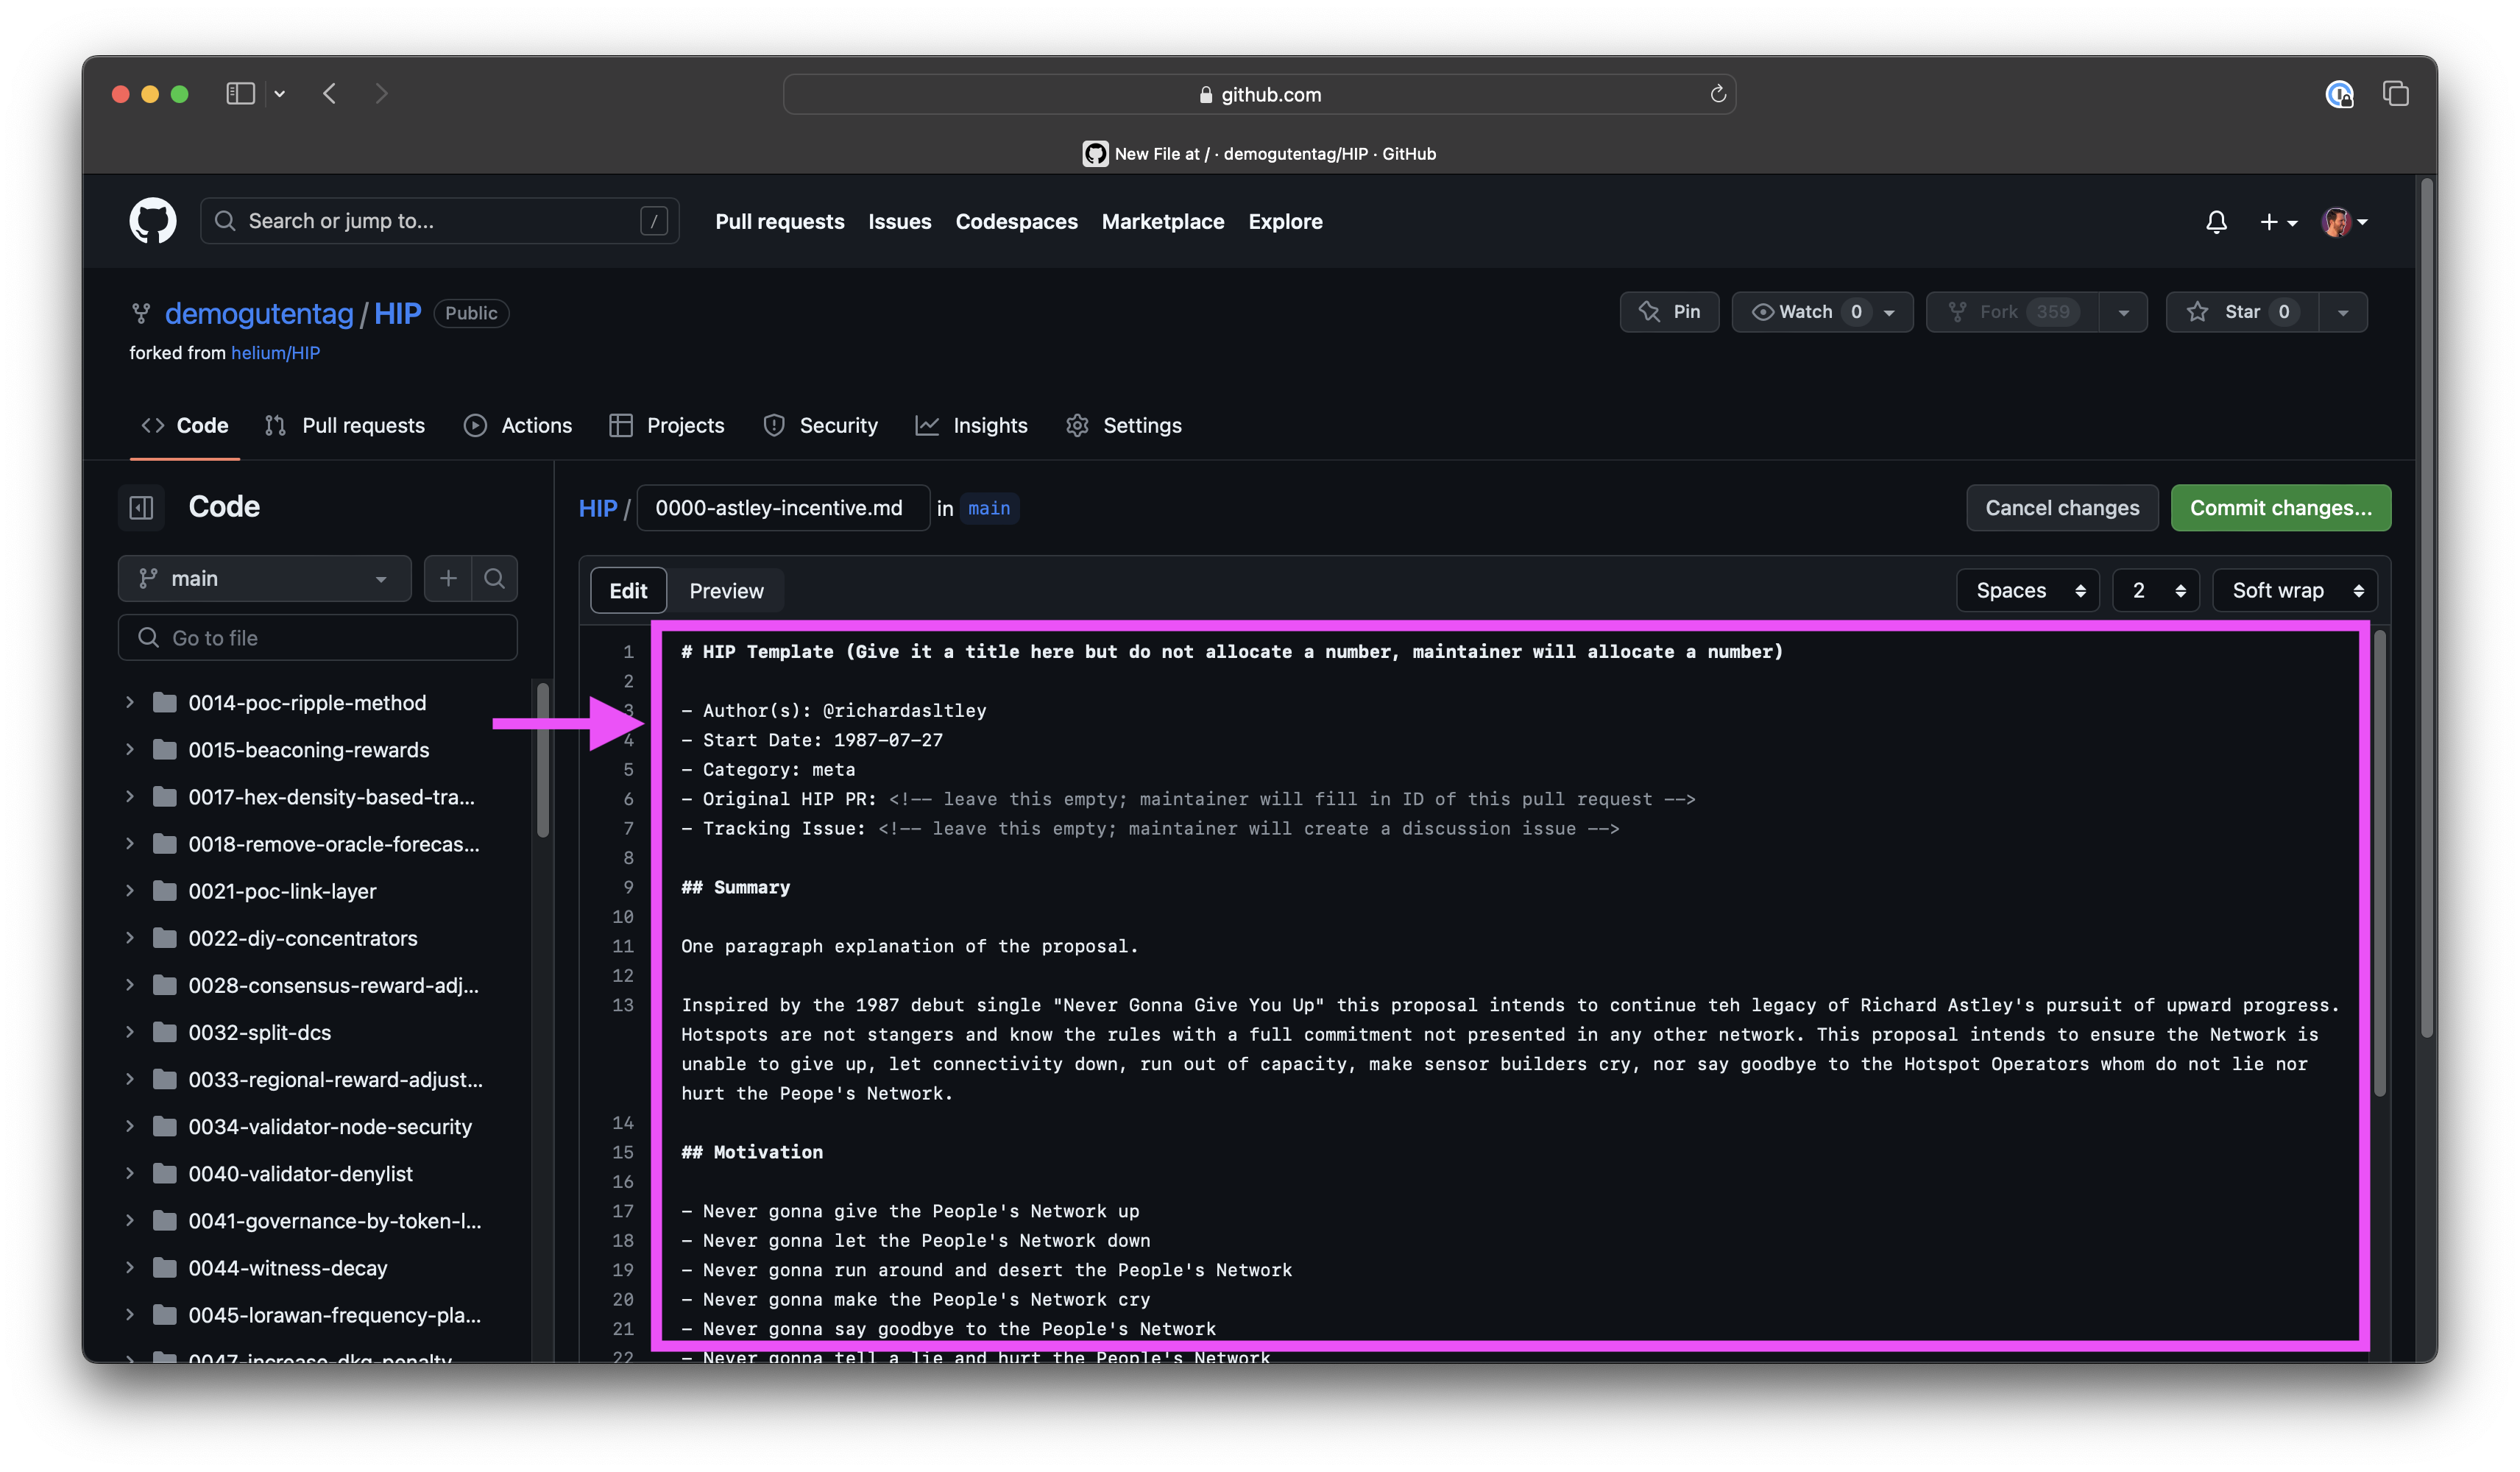 github.com
New File at / · demogutentag/HIP · GitHub
Search or jump to... /
Pull requests Issues Codespaces Marketplace Explore
demogutentag / HIP Public
Pin Watch 0 Fork 359 Star 0
forked from helium/HIP
Code Pull requests Actions Projects Security Insights Settings
Code
HIP / 0000-astley-incentive.md in main
Cancel changes Commit changes...
main
Go to file
0014-poc-ripple-method
0015-beaconing-rewards
0017-hex-density-based-tra...
0018-remove-oracle-forecas...
0021-poc-link-layer
0022-diy-concentrators
0028-consensus-reward-adj...
0032-split-dcs
0033-regional-reward-adjust...
0034-validator-node-security
0040-validator-denylist
0041-governance-by-token-l...
0044-witness-decay
0045-lorawan-frequency-pla...
0047-increase-dkg-penalty
Edit Preview
Spaces 2 Soft wrap
1 # HIP Template (Give it a title here but do not allocate a number, maintainer will allocate a number)
2
3 - Author(s): @richardasltley
4 - Start Date: 1987-07-27
5 - Category: meta
6 - Original HIP PR: <!-- leave this empty; maintainer will fill in ID of this pull request -->
7 - Tracking Issue: <!-- leave this empty; maintainer will create a discussion issue -->
8
9 ## Summary
10
11 One paragraph explanation of the proposal.
12
13 Inspired by the 1987 debut single "Never Gonna Give You Up" this proposal intends to continue teh legacy of Richard Astley's pursuit of upward progress.
Hotspots are not stangers and know the rules with a full commitment not presented in any other network. This proposal intends to ensure the Network is
unable to give up, let connectivity down, run out of capacity, make sensor builders cry, nor say goodbye to the Hotspot Operators whom do not lie nor
hurt the Peope's Network.
14
15 ## Motivation
16
17 - Never gonna give the People's Network up
18 - Never gonna let the People's Network down
19 - Never gonna run around and desert the People's Network
20 - Never gonna make the People's Network cry
21 - Never gonna say goodbye to the People's Network
22 - Never gonna tell a lie and hurt the People's Network